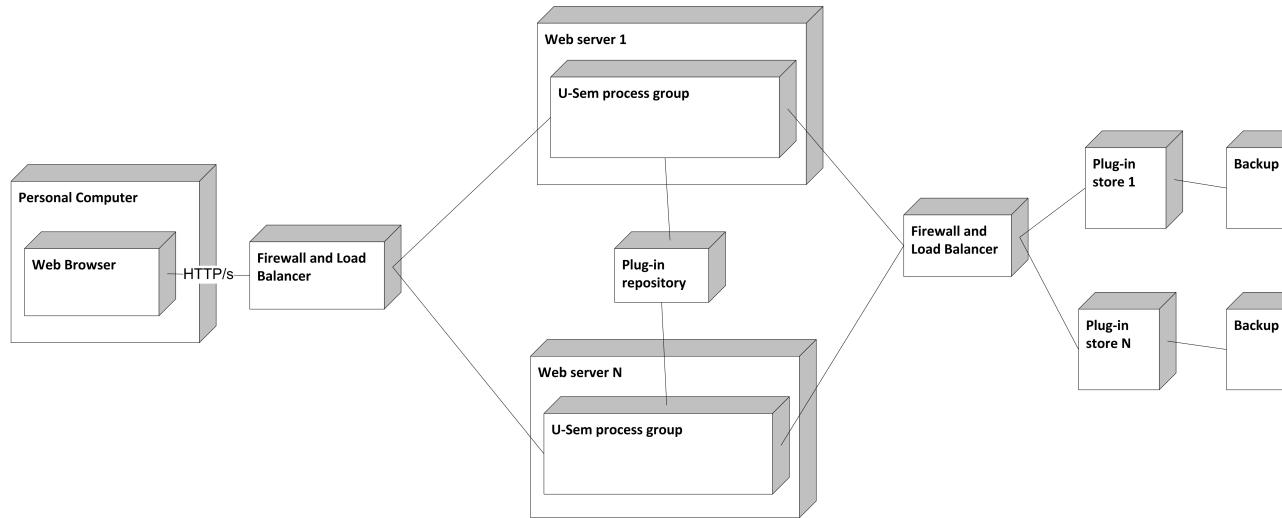 Web server 1
U-Sem process group
Personal Computer
Web Browser
HTTP/s
Firewall and Load
Balancer
Plug-in
repository
Web server N
U-Sem process group
Firewall and
Load Balancer
Plug-in
store 1
Backup
Plug-in
store N
Backup